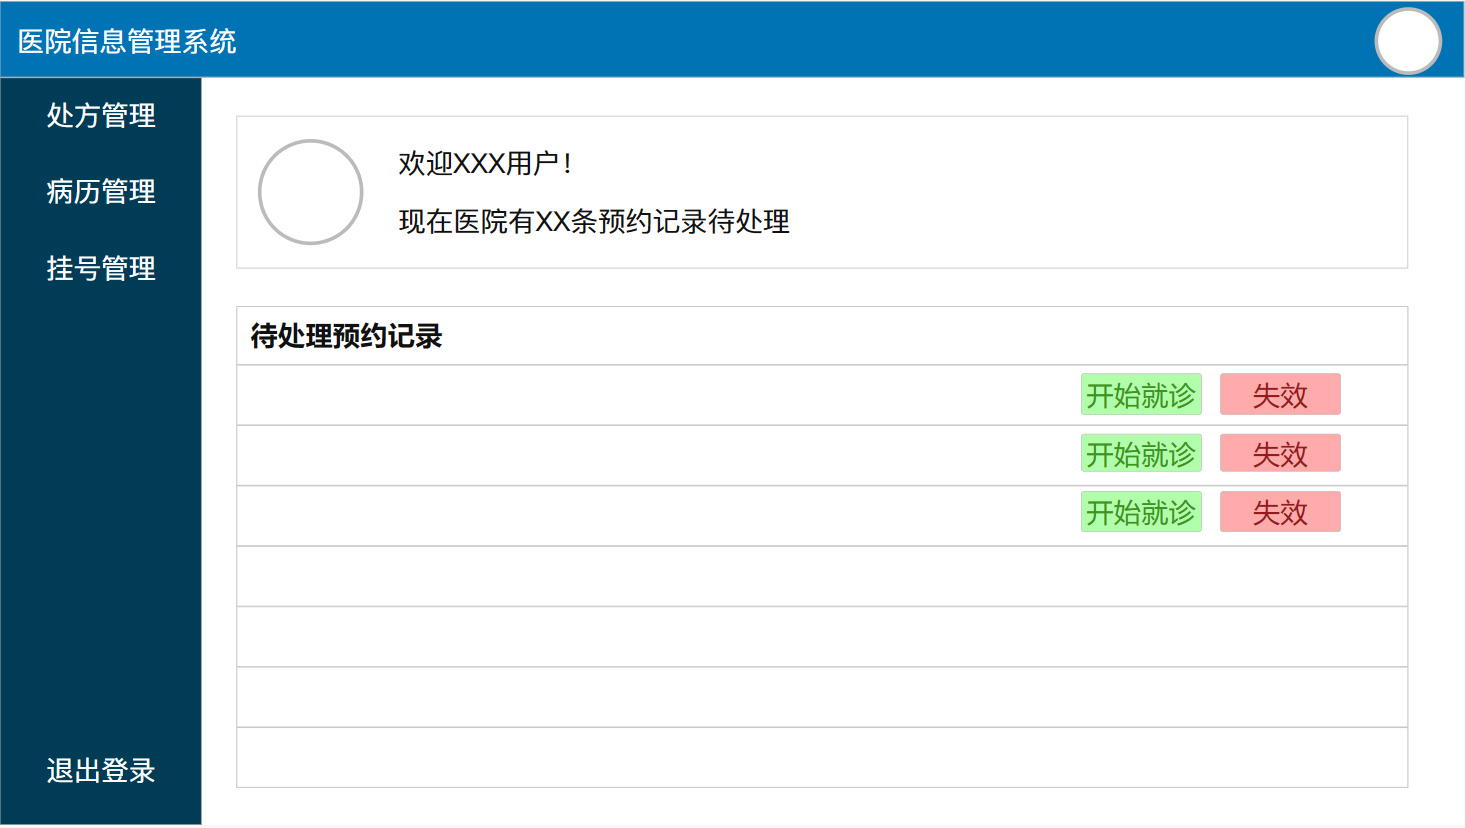 医院信息管理系统
处方管理
病历管理
挂号管理
退出登录
欢迎XXX用户！
现在医院有XX条预约记录待处理
待处理预约记录
开始就诊 失效
开始就诊 失效
开始就诊 失效